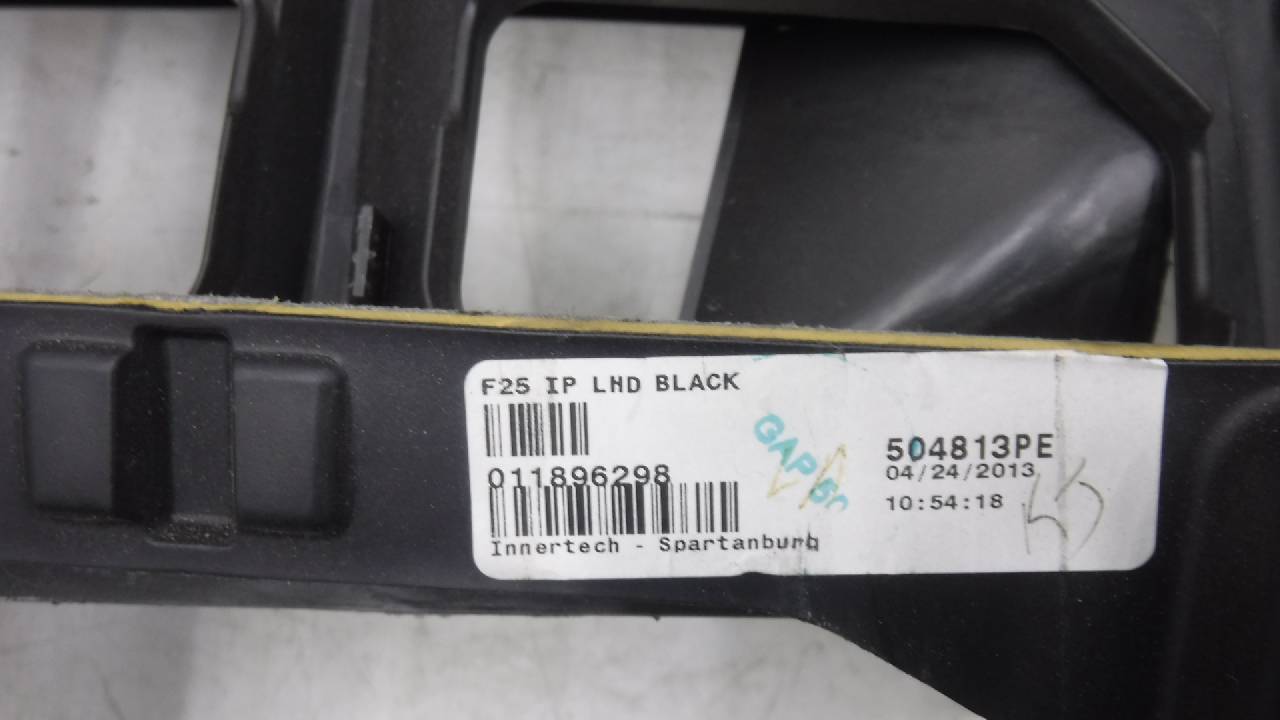 F25 IP LHD BLACK
011896298
Innertech - Spartanburg
GAP
504813PE
04/24/2013
10:54:18